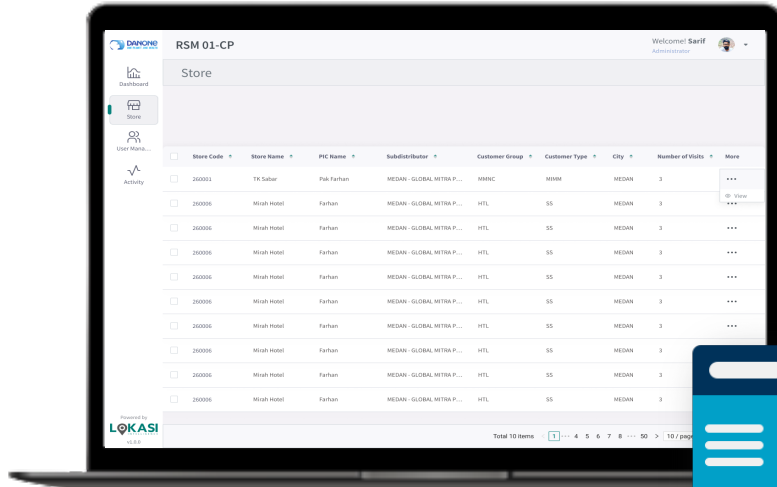 DANONE
RSM 01-CP
Welcome! Sarif
Administrator
Dashboard
Store
User Mana...
Activity
Store
Store Code Store Name PIC Name Subdistributor Customer Group Customer Type City Number of Visits More
260001 TK Sabar Pak Farhan MEDAN - GLOBAL MITRA P... MMNC MIMM MEDAN 3 •••
View
260006 Mirah Hotel Farhan MEDAN - GLOBAL MITRA P... HTL SS MEDAN 3 •••
260006 Mirah Hotel Farhan MEDAN - GLOBAL MITRA P... HTL SS MEDAN 3 •••
260006 Mirah Hotel Farhan MEDAN - GLOBAL MITRA P... HTL SS MEDAN 3 •••
260006 Mirah Hotel Farhan MEDAN - GLOBAL MITRA P... HTL SS MEDAN 3 •••
260006 Mirah Hotel Farhan MEDAN - GLOBAL MITRA P... HTL SS MEDAN 3 •••
260006 Mirah Hotel Farhan MEDAN - GLOBAL MITRA P... HTL SS MEDAN 3 •••
260006 Mirah Hotel Farhan MEDAN - GLOBAL MITRA P... HTL SS MEDAN 3
260006 Mirah Hotel Farhan MEDAN - GLOBAL MITRA P... HTL SS MEDAN 3
260006 Mirah Hotel Farhan MEDAN - GLOBAL MITRA P... HTL SS MEDAN 3
Powered by
LOKASI
v1.9.6
Total 10 items < 1 ••• 4 5 6 7 8 ••• 50 > 10 / page